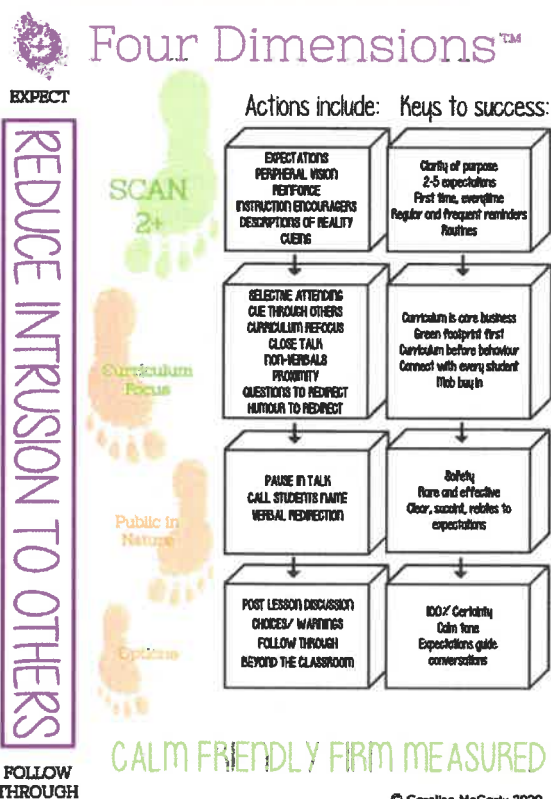 Four Dimensions™
EXPECT
REDUCE INTRUSION TO OTHERS
FOLLOW
THROUGH
Actions include:
Keys to success:
SCAN
2+
EXPECTATIONS
PERIPHERAL VISION
REINFORCE
INSTRUCTION ENCOURAGERS
DESCRIPTIONS OF REALITY
CUEING
Clarity of purpose
2-5 expectations
First time, everytime
Regular and frequent reminders
Routines
Curriculum
Focus
SELECTIVE ATTENDING
CUE THROUGH OTHERS
CURRICULUM REFOCUS
CLOSE TALK
NON-VERBALS
PROXIMITY
QUESTIONS TO REDIRECT
HUMOUR TO REDIRECT
Curriculum is core business
Green footprint first
Curriculum before behaviour
Connect with every student
Mob buy in
Public in
Nature
PAUSE IN TALK
CALL STUDENTS NAME
VERBAL REDIRECTION
Safety
Rare and effective
Clear, succint, relates to
expectations
Options
POST LESSON DISCUSSION
CHOICES/ WARNINGS
FOLLOW THROUGH
BEYOND THE CLASSROOM
100% Certainty
Calm tone
Expectations guide
conversations
CALM FRIENDLY FIRM MEASURED
© 2020